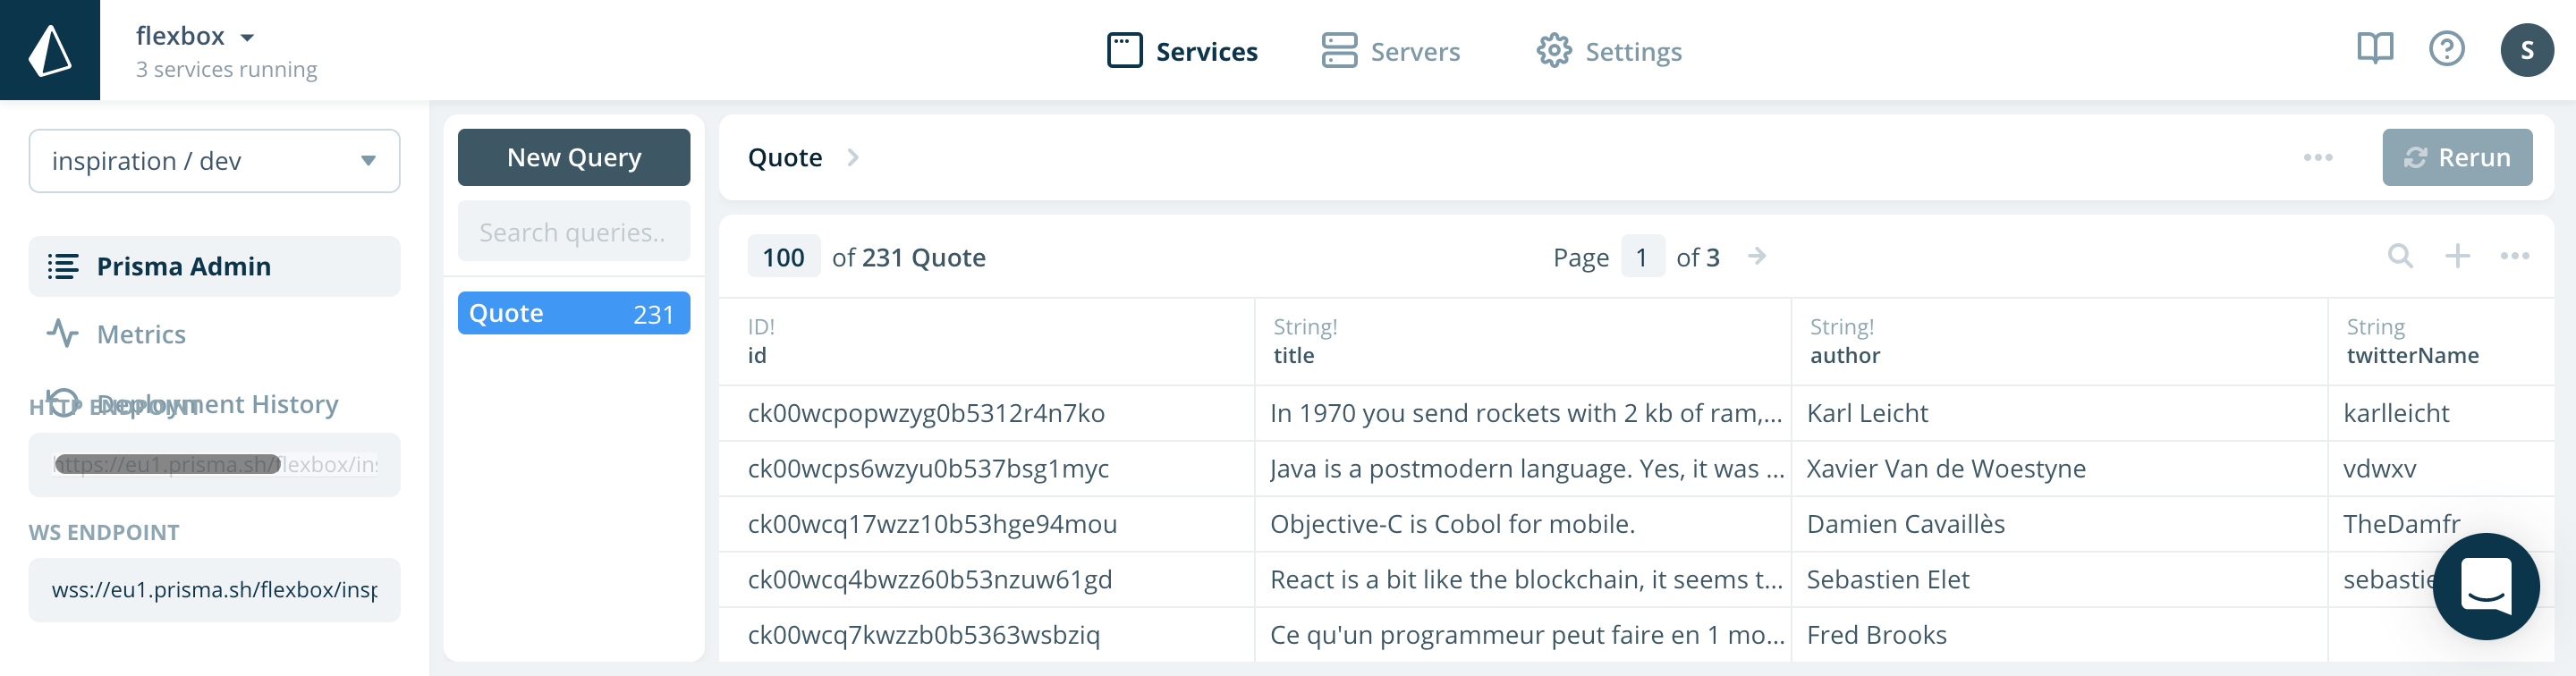 flexbox
3 services running
Services
Servers
Settings
S
inspiration / dev
Prisma Admin
Metrics
Deployment History
HTTP ENDPOINT
https://eu1.prisma.sh/flexbox/ins
WS ENDPOINT
wss://eu1.prisma.sh/flexbox/insp
New Query
Search queries..
Quote 231
Quote
Rerun
100 of 231 Quote
Page 1 of 3
ID! String! String! String
id title author twitterName
ck00wcpopwzyg0b5312r4n7ko In 1970 you send rockets with 2 kb of ram,... Karl Leicht karlleicht
ck00wcps6wzyu0b537bsg1myc Java is a postmodern language. Yes, it was ... Xavier Van de Woestyne vdwxv
ck00wcq17wzz10b53hge94mou Objective-C is Cobol for mobile. Damien Cavaillès TheDamfr
ck00wcq4bwzz60b53nzuw61gd React is a bit like the blockchain, it seems t... Sebastien Elet sebastie
ck00wcq7kwzzb0b5363wsbziq Ce qu'un programmeur peut faire en 1 mo... Fred Brooks